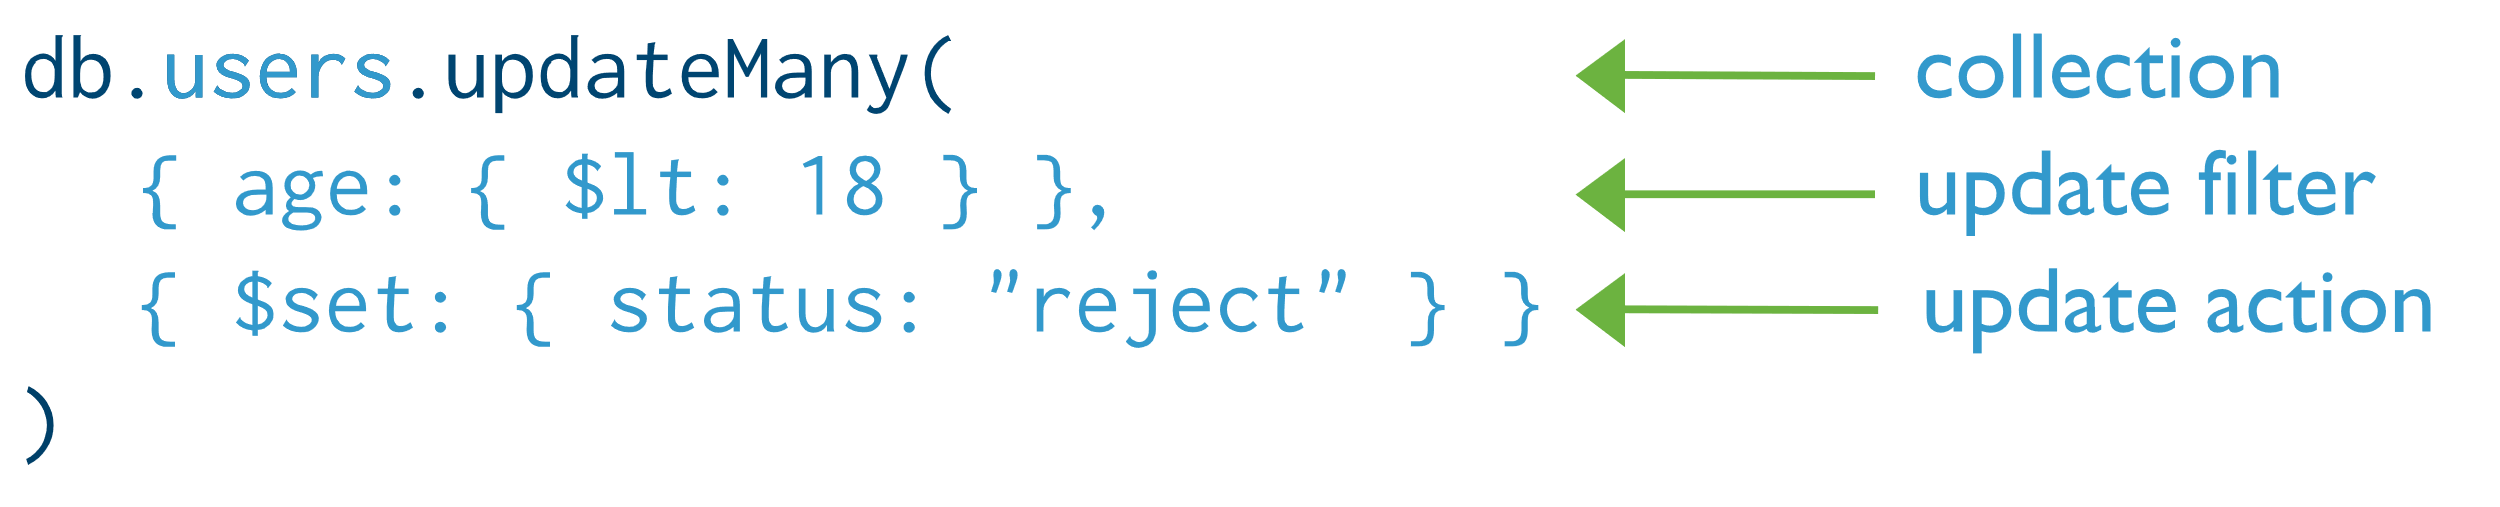 db.users.updateMany( collection
{ age: { $lt: 18 } }, update filter
{ $set: { status: "reject" } } update action
)